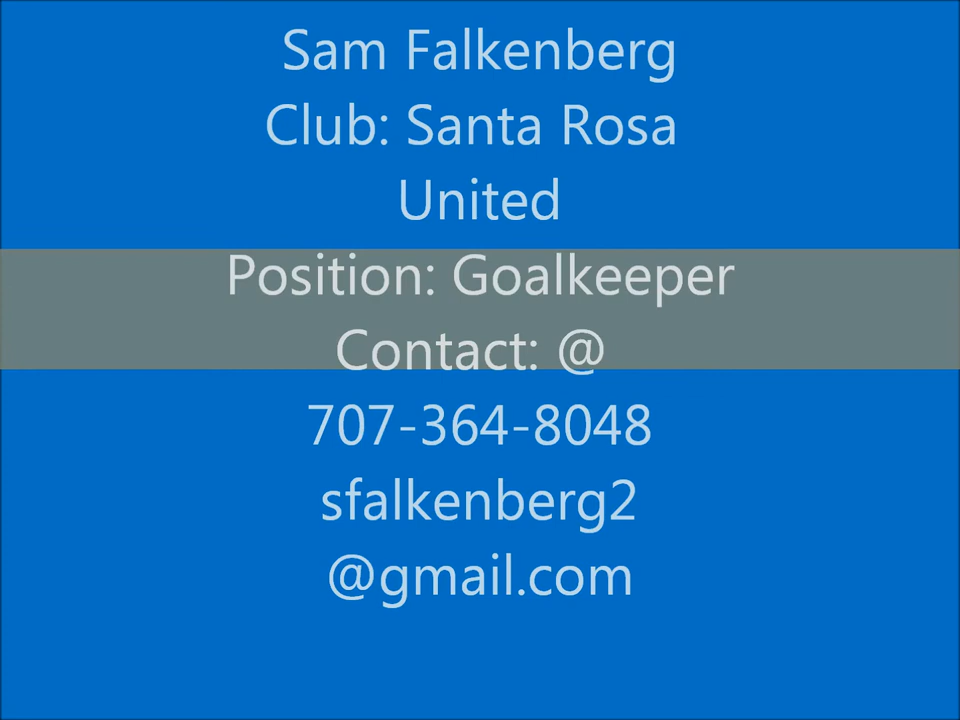 Sam Falkenberg
Club: Santa Rosa
United
Position: Goalkeeper
Contact: @
707-364-8048
sfalkenberg2
@gmail.com